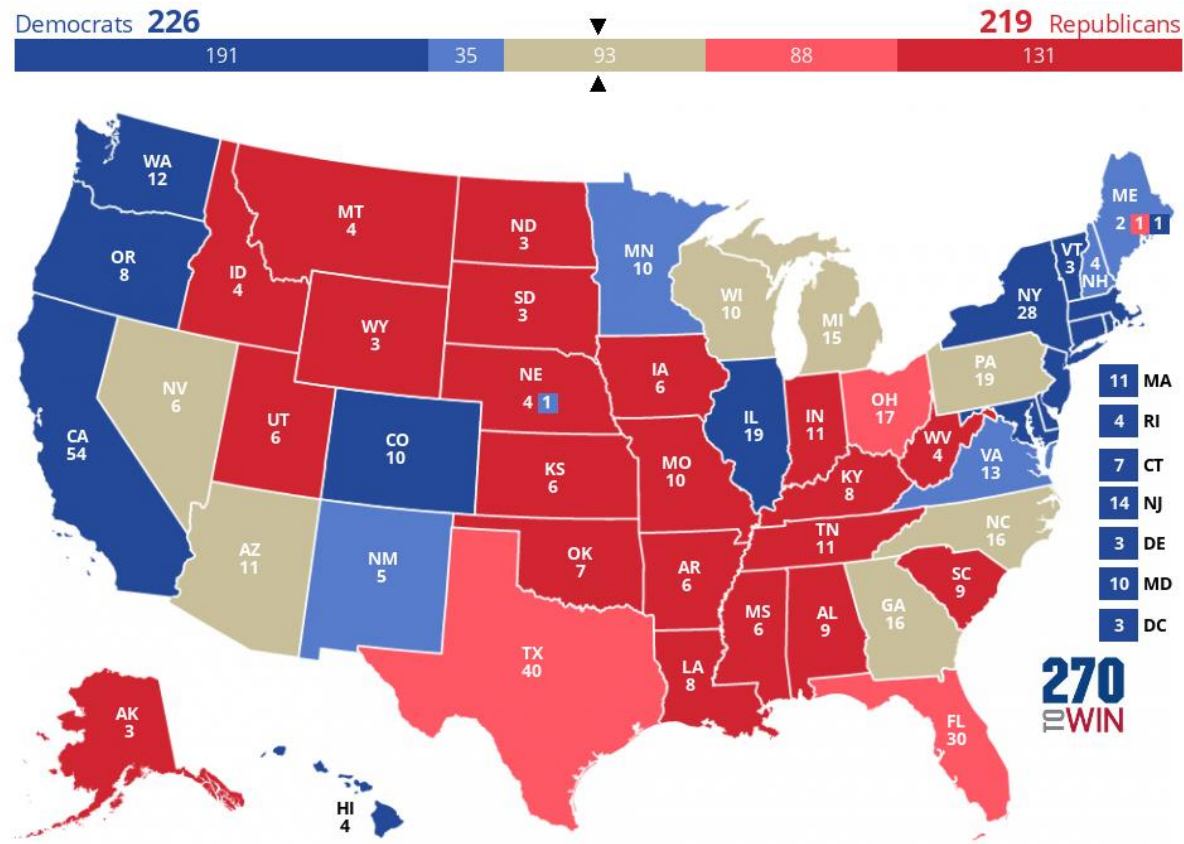 Democrats 226
219 Republicans
191
35
93
88
131
WA
12
OR
8
CA
54
NV
6
ID
4
MT
4
WY
3
UT
6
AZ
11
CO
10
NM
5
ND
3
SD
3
NE
4 1
KS
6
OK
7
TX
40
MN
10
IA
6
MO
10
AR
6
LA
8
WI
10
IL
19
MI
15
IN
11
OH
17
KY
8
TN
11
MS
6
AL
9
GA
16
FL
30
SC
9
NC
16
VA
13
WV
4
PA
19
NY
28
VT
3
4
NH
ME
2 1 1
11 MA
4 RI
7 CT
14 NJ
3 DE
10 MD
3 DC
AK
3
HI
4
270
TO WIN